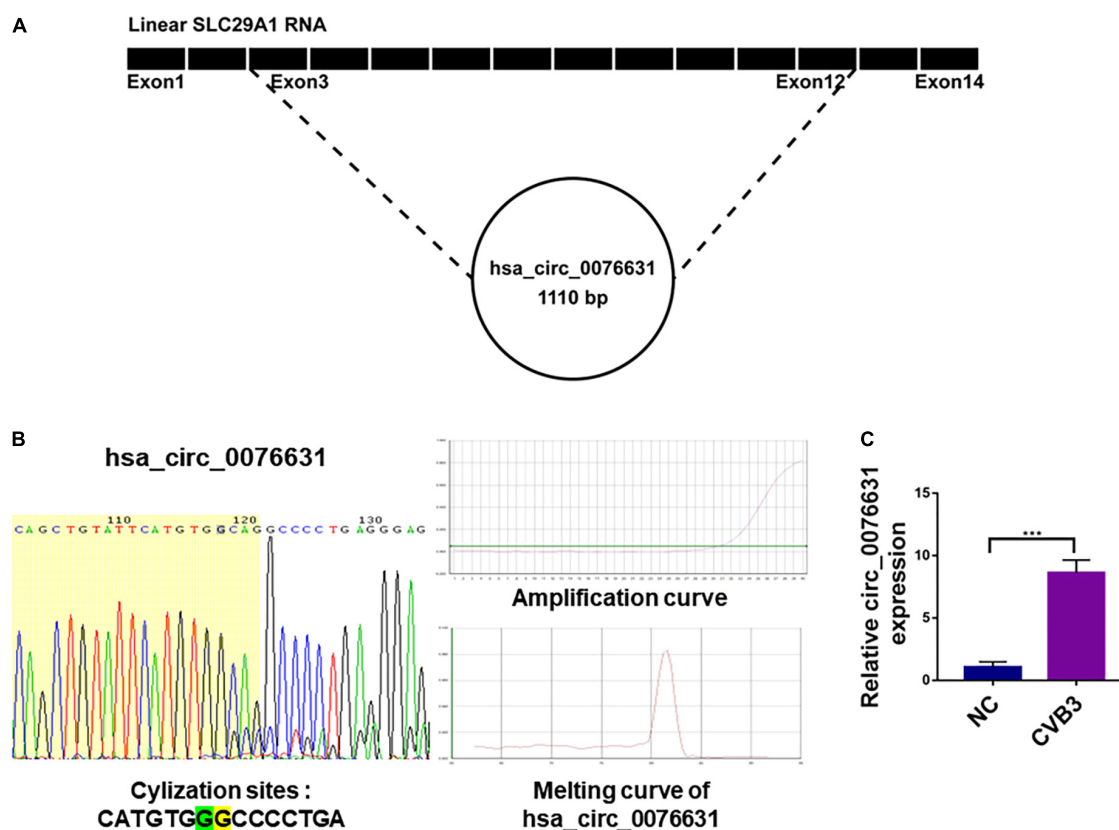 A
Linear SLC29A1 RNA
Exon1 Exon3 Exon12 Exon14
hsa_circ_0076631
1110 bp
B
hsa_circ_0076631
110 120 130
CAGCTGTATTCATGTGGCAGGCCCCTGAGGGAG
Cylization sites :
CATGTGGGCCCCTGA
Amplification curve
Melting curve of
hsa_circ_0076631
C
Relative circ_0076631
expression
15
10
5
0
***
NC
CVB3